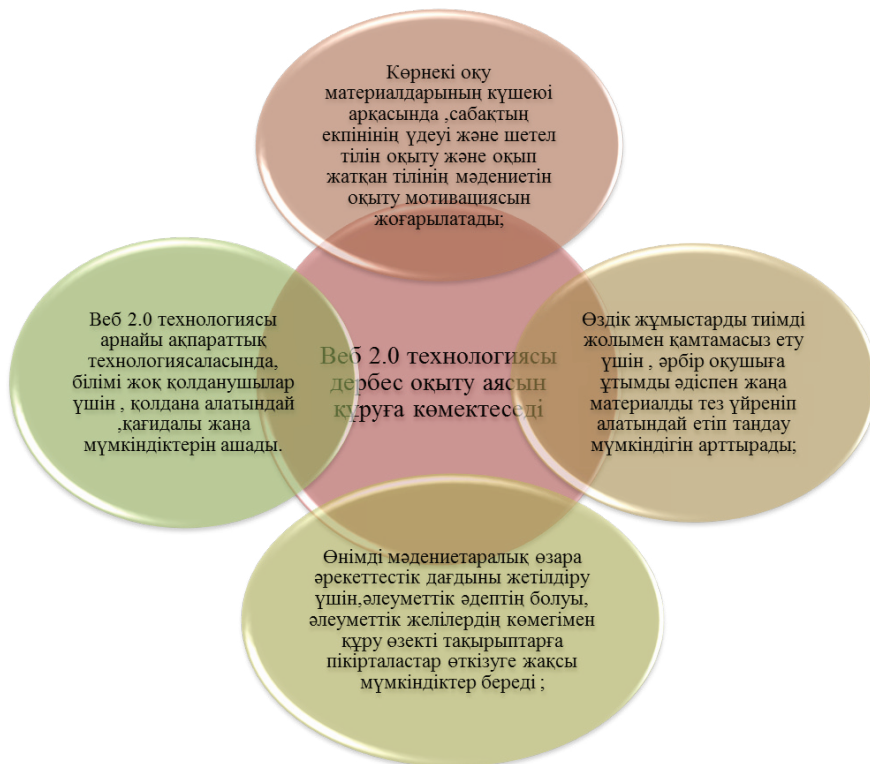 Көрнекі оқу
материалдарының күшеюі
арқасында ,сабақтың
екпінінің үдеуі және шетел
тілін оқыту және оқып
жатқан тілінің мәдениетін
оқыту мотивациясын
жоғарылатады;
Веб 2.0 технологиясы
арнайы ақпараттық
технологиясаласында,
білімі жоқ қолданушылар
үшін , қолдана алатындай
,қағидалы жаңа
мүмкіндіктерін ашады.
Веб 2.0 технологиясы
дербес оқыту аясын
құруға көмектеседі
Өздік жұмыстарды тиімді
жолымен қамтамасыз ету
үшін , әрбір оқушыға
ұтымды әдіспен жаңа
материалды тез үйреніп
алатындай етіп таңдау
мүмкіндігін арттырады;
Өнімді мәдениетаралық өзара
әрекеттестік дағдыны жетілдіру
үшін,әлеуметтік әдептің болуы,
әлеуметтік желілердің көмегімен
құру өзекті тақырыптарға
пікірталастар өткізуге жақсы
мүмкіндіктер береді ;